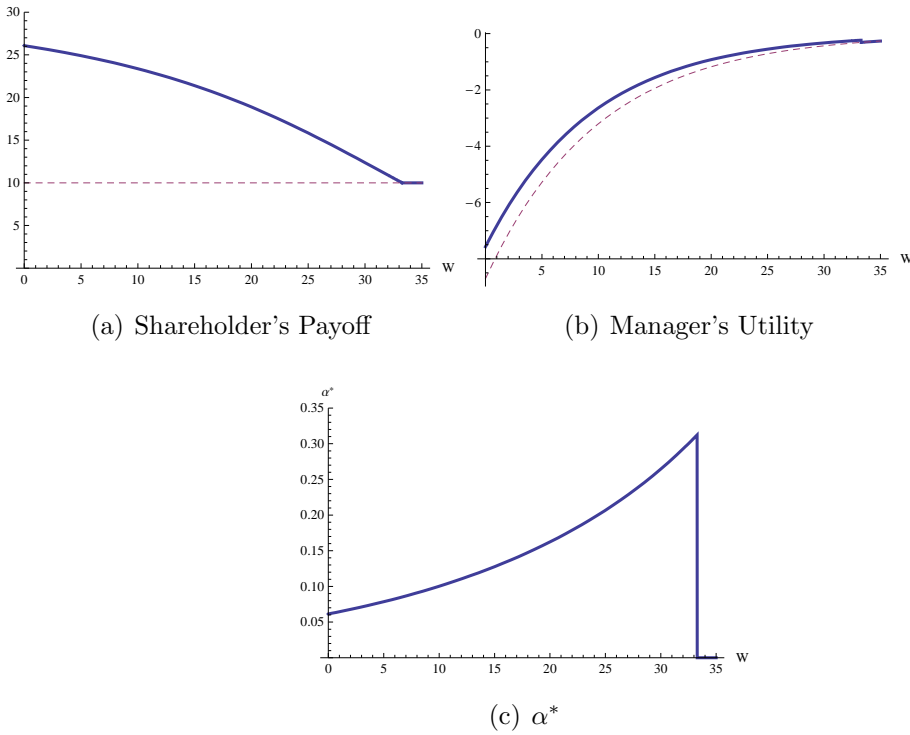 30
25
20
15
10
5
0 5 10 15 20 25 30 35 W
(a) Shareholder's Payoff
0
−2
−4
−6
5 10 15 20 25 30 35 W
(b) Manager's Utility
α*
0.35
0.30
0.25
0.20
0.15
0.10
0.05
0 5 10 15 20 25 30 35 W
(c) α*